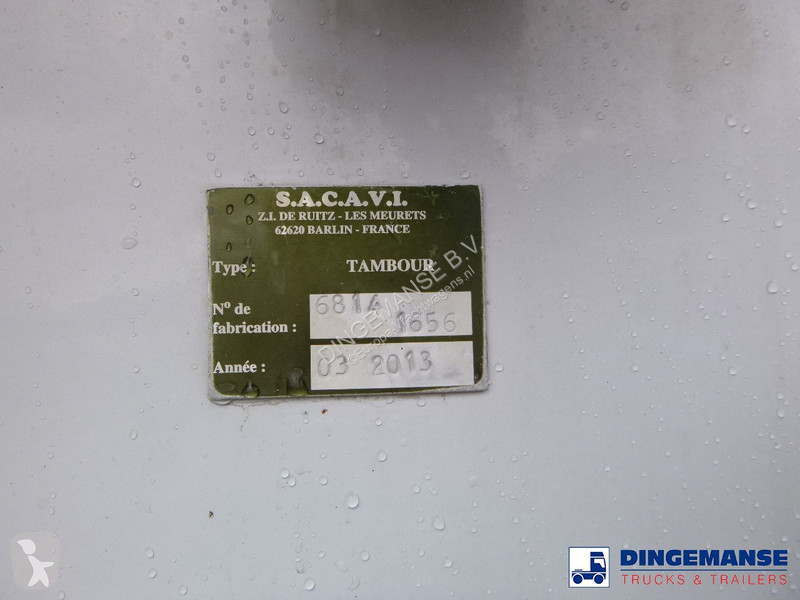 S.A.C.A.V.I.
Z.I. DE RUITZ - LES MEURETS
62620 BARLIN - FRANCE
Type : TAMBOUR
N° de
fabrication : 6814 1656
Année : 03 2013
DINGEMANSE B.V.
DINGEMANSE
TRUCKS & TRAILERS